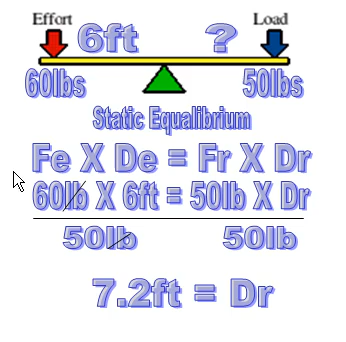 Effort Load
6ft ?
60lbs 50lbs
Static Equalibrium
Fe X De = Fr X Dr
60lb X 6ft = 50lb X Dr
50lb 50lb
7.2ft = Dr